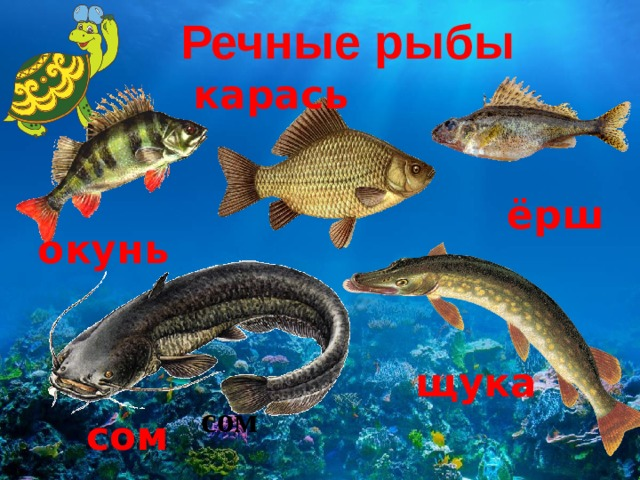 Речные рыбы
карась
ёрш
окунь
щука
сом
сом